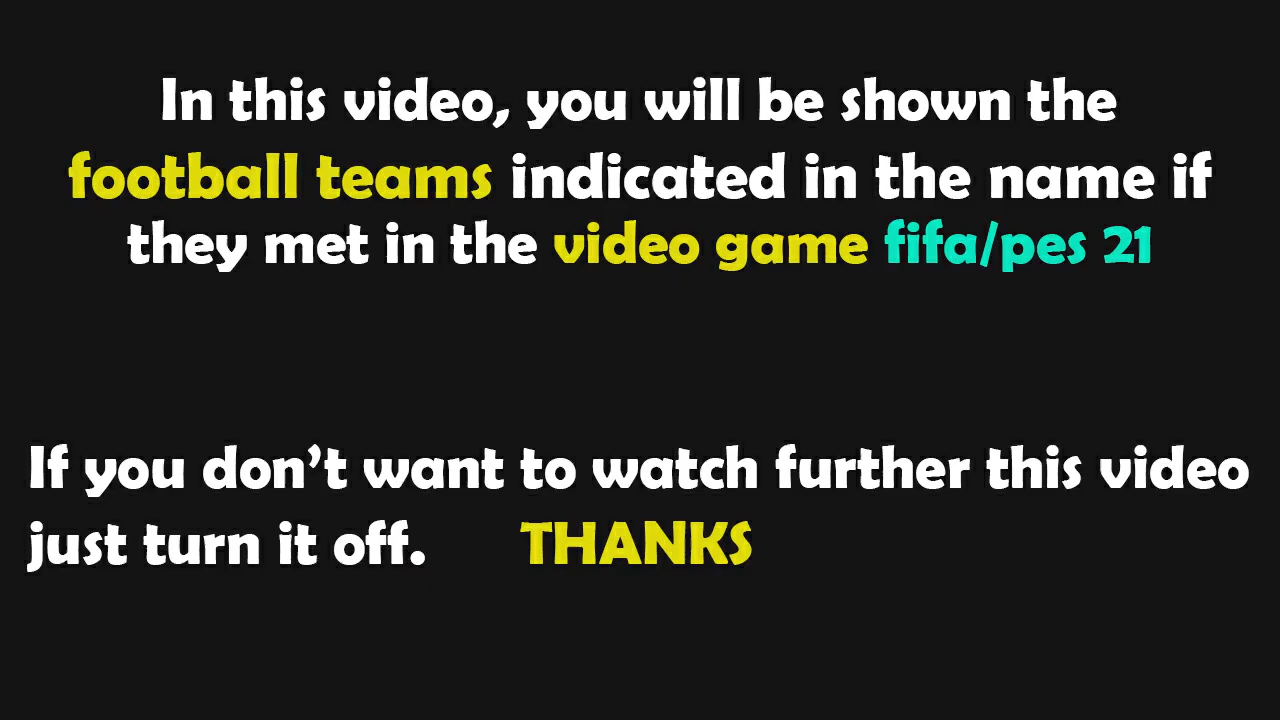 In this video, you will be shown the
football teams indicated in the name if
they met in the video game fifa/pes 21
If you don't want to watch further this video
just turn it off. THANKS